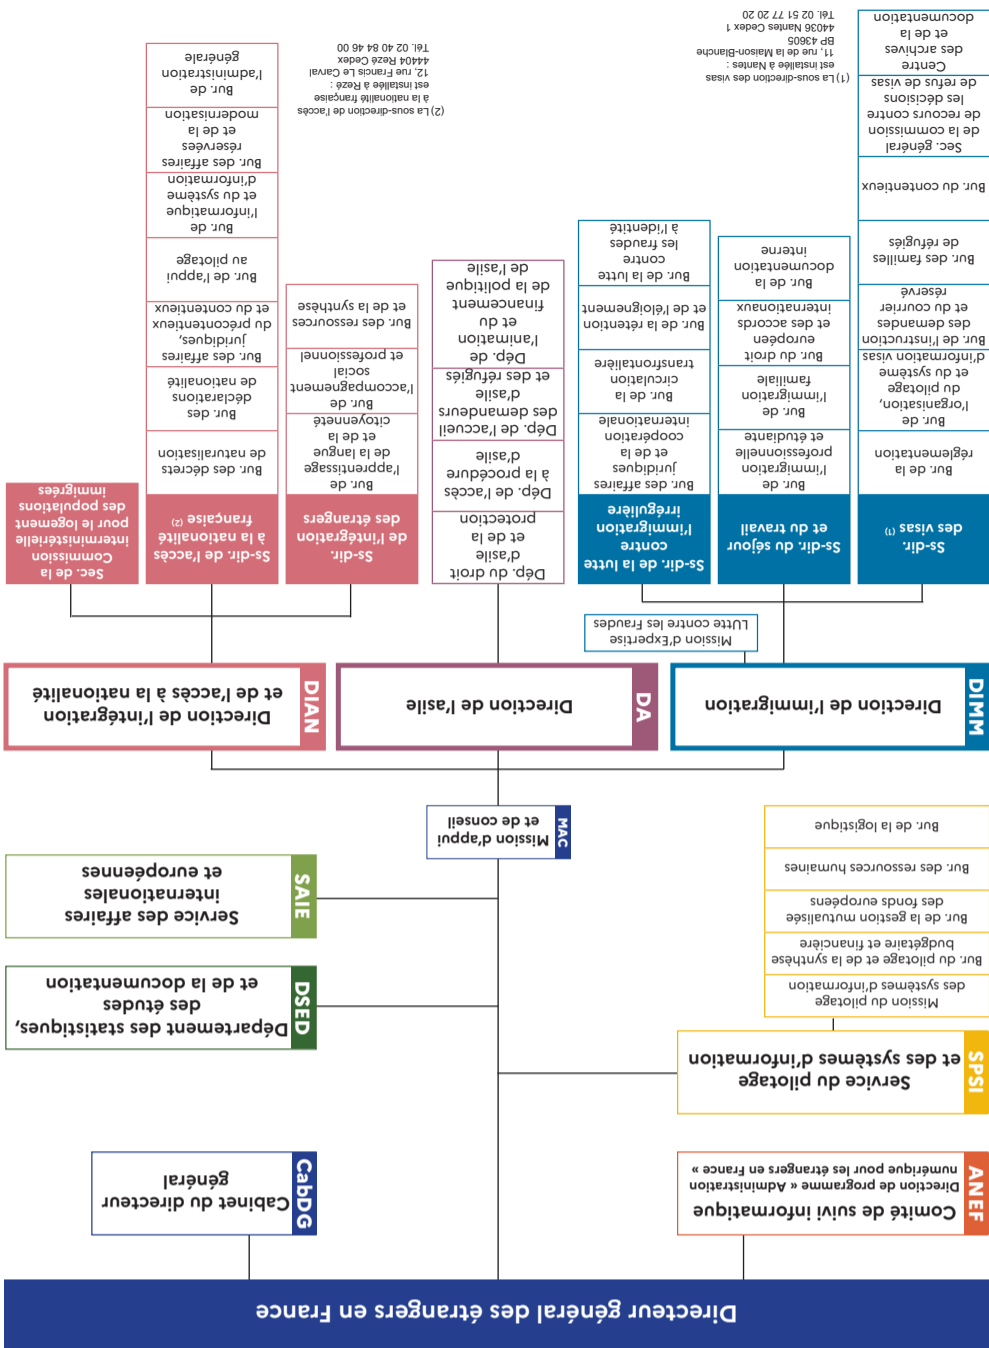 Directeur général des étrangers en France
ANEF
Comité de suivi informatique
Direction de programme « Administration
numérique pour les étrangers en France »
CabDG
Cabinet du directeur
général
SPSI
Service du pilotage
et des systèmes d'information
Mission du pilotage
des systèmes d'information
Bur. du pilotage et de la synthèse
budgétaire et financière
Bur. de la gestion mutualisée
des fonds européens
Bur. des ressources humaines
Bur. de la logistique
DSED
Département des statistiques,
des études
et de la documentation
SAIE
Service des affaires
internationales
et européennes
MAC
Mission d'appui
et de conseil
DIMM
Direction de l'immigration
Mission d'Expertise
LUtte contre les Fraudes
DA
Direction de l'asile
DIAN
Direction de l'intégration
et de l'accès à la nationalité
Ss-dir.
des visas (1)
Bur. de la
réglementation
Bur. de
l'organisation,
du pilotage
et du système
d'information visas
Bur. de l'instruction
des demandes
et du courrier
réservé
Bur. des familles
de réfugiés
Bur. du contentieux
Sec. général
de la commission
de recours contre
les décisions
de refus de visas
Centre
des archives
et de la
documentation
Ss-dir. du séjour
et du travail
Bur. de
l'immigration
professionnelle
et étudiante
Bur. de
l'immigration
familiale
Bur. du droit
européen
et des accords
internationaux
Bur. de la
documentation
interne
Ss-dir. de la lutte
contre
l'immigration
irrégulière
Bur. des affaires
juridiques
et de la
coopération
internationale
Bur. de la
circulation
transfrontalière
Bur. de la rétention
et de l'éloignement
Bur. de la lutte
contre
les fraudes
à l'identité
Dép. du droit
d'asile
et de la
protection
Dép. de l'accès
à la procédure
d'asile
Dép. de l'accueil
des demandeurs
d'asile
et des réfugiés
Dép. de
l'animation
et du
financement
de la politique
de l'asile
Ss-dir.
de l'intégration
des étrangers
Bur. de
l'apprentissage
de la langue
et de la
citoyenneté
Bur. de
l'accompagnement
social
et professionnel
Bur. des ressources
et de la synthèse
Ss-dir. de l'accès
à la nationalité
française (2)
Bur. des décrets
de naturalisation
Bur. des
déclarations
de nationalité
Bur. des affaires
juridiques,
du précontentieux
et du contentieux
Bur. de l'appui
au pilotage
Bur. de
l'informatique
et du système
d'information
Bur. des affaires
réservées
et de la
modernisation
Bur. de
l'administration
générale
Sec. de la
Commission
interministérielle
pour le logement
des populations
immigrées
(1) La sous-direction des visas
est installée à Nantes :
11, rue de la Maison-Blanche
BP 43605
44036 Nantes Cedex 1
Tél. 02 51 77 20 20
(2) La sous-direction de l'accès
à la nationalité française
est installée à Rezé :
12, rue Francis Le Carval
44404 Rezé Cedex
Tél. 02 40 84 46 00